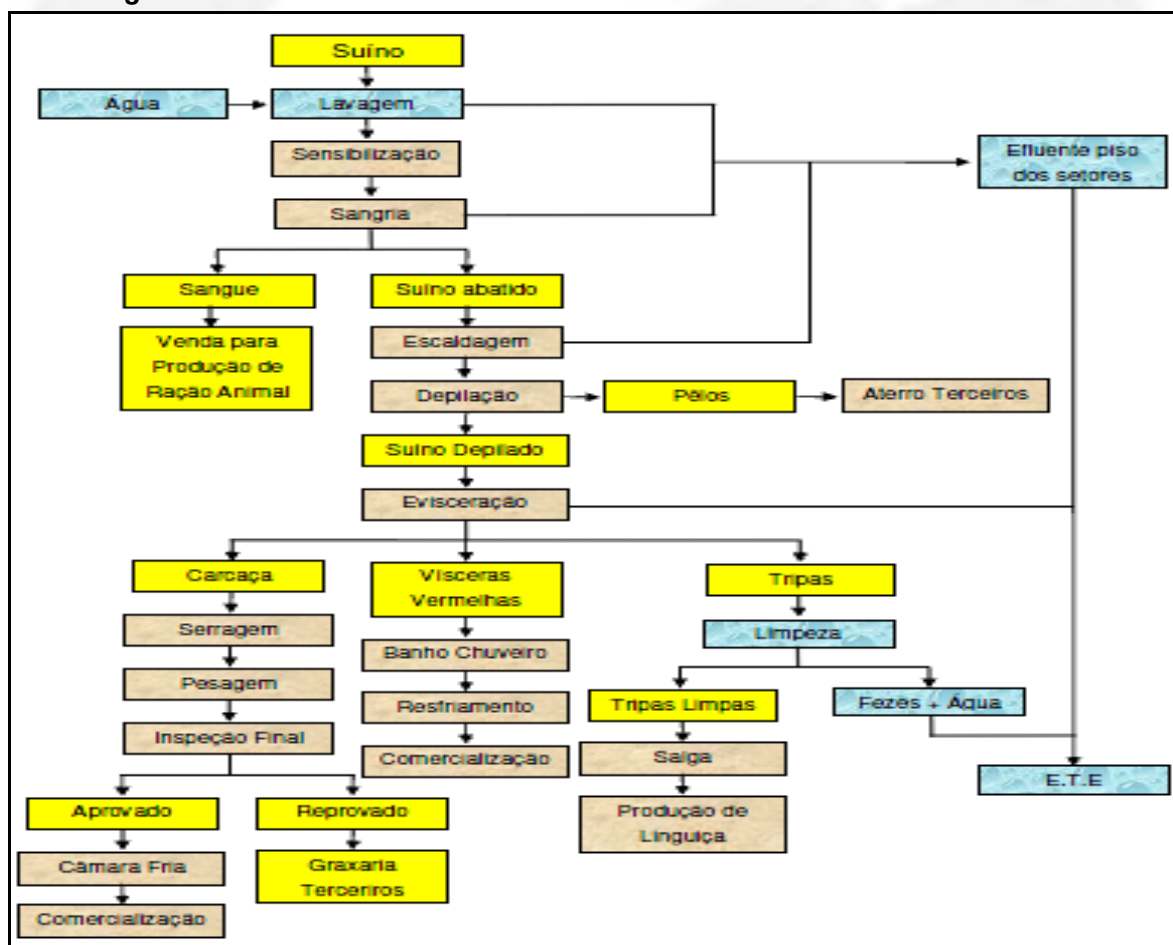 Suíno
Água
Lavagem
Sensibilização
Efluente piso
dos setores
Sangria
Sangue
Suíno abatido
Venda para
Produção de
Ração Animal
Escaldagem
Depilação
Pêlos
Aterro Terceiros
Suíno Depilado
Evisceração
Carcaça
Vísceras
Vermelhas
Tripas
Serragem
Limpeza
Banho Chuveiro
Pesagem
Resfriamento
Tripas Limpas
Fezes + Água
Inspeção Final
Comercialização
Salga
E.T.E
Aprovado
Reprovado
Produção de
Linguiça
Câmara Fria
Graxaria
Terceriros
Comercialização